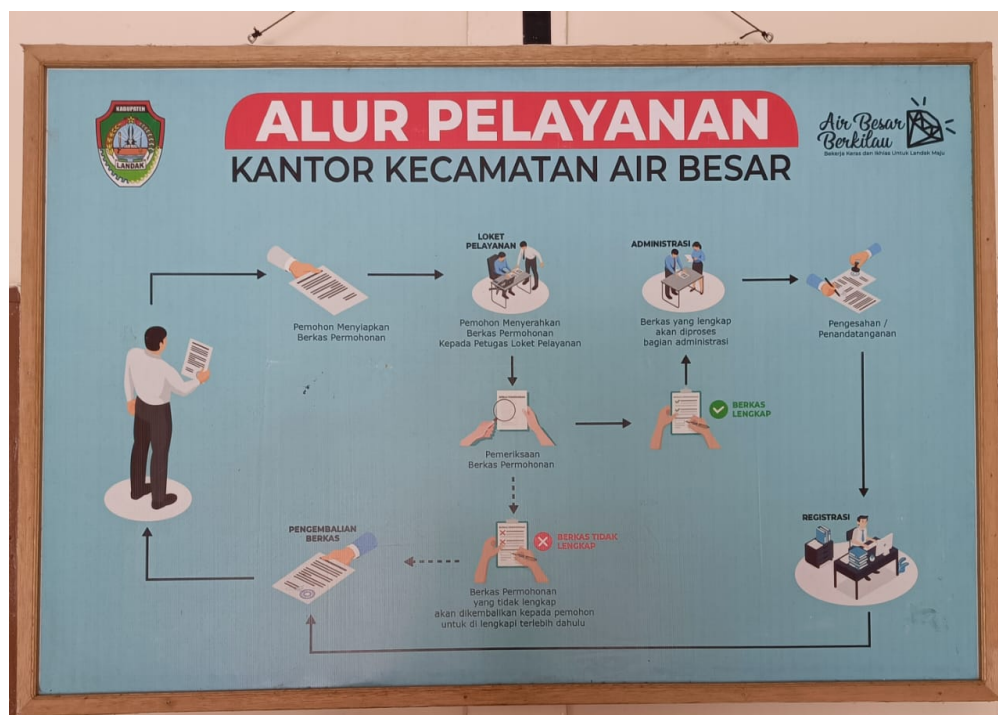 KABUPATEN
LANDAK
ALUR PELAYANAN
KANTOR KECAMATAN AIR BESAR
Air Besar
Berkilau
Bekerja Keras dan Ikhlas Untuk Landak Maju
Pemohon Menyiapkan
Berkas Permohonan
LOKET
PELAYANAN
Pemohon Menyerahkan
Berkas Permohonan
Kepada Petugas Loket Pelayanan
ADMINISTRASI
Berkas yang lengkap
akan diproses
bagian administrasi
Pengesahan /
Penandatanganan
Pemeriksaan
Berkas Permohonan
BERKAS
LENGKAP
BERKAS TIDAK
LENGKAP
Berkas Permohonan
yang tidak lengkap
akan dikembalikan kepada pemohon
untuk di lengkapi terlebih dahulu
PENGEMBALIAN
BERKAS
REGISTRASI